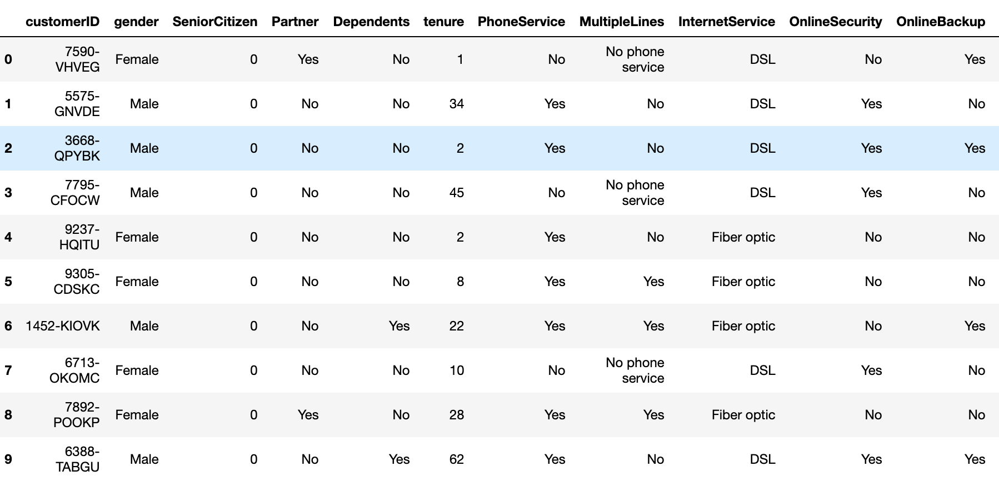 customerID gender SeniorCitizen Partner Dependents tenure PhoneService MultipleLines InternetService OnlineSecurity OnlineBackup
0 7590-VHVEG Female 0 Yes No 1 No No phone service DSL No Yes
1 5575-GNVDE Male 0 No No 34 Yes No DSL Yes No
2 3668-QPYBK Male 0 No No 2 Yes No DSL Yes Yes
3 7795-CFOCW Male 0 No No 45 No No phone service DSL Yes No
4 9237-HQITU Female 0 No No 2 Yes No Fiber optic No No
5 9305-CDSKC Female 0 No No 8 Yes Yes Fiber optic No No
6 1452-KIOVK Male 0 No Yes 22 Yes Yes Fiber optic No Yes
7 6713-OKOMC Female 0 No No 10 No No phone service DSL Yes No
8 7892-POOKP Female 0 Yes No 28 Yes Yes Fiber optic No No
9 6388-TABGU Male 0 No Yes 62 Yes No DSL Yes Yes